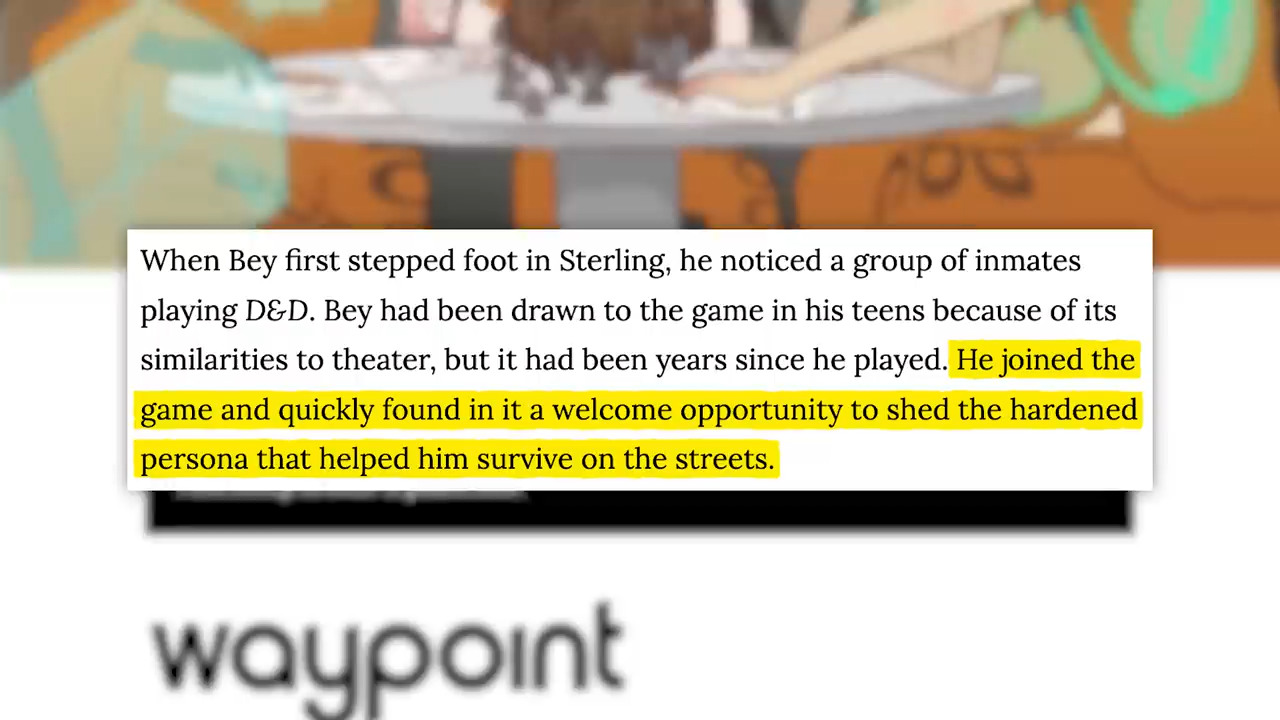 When Bey first stepped foot in Sterling, he noticed a group of inmates
playing D&D. Bey had been drawn to the game in his teens because of its
similarities to theater, but it had been years since he played. He joined the
game and quickly found in it a welcome opportunity to shed the hardened
persona that helped him survive on the streets.
waypoint